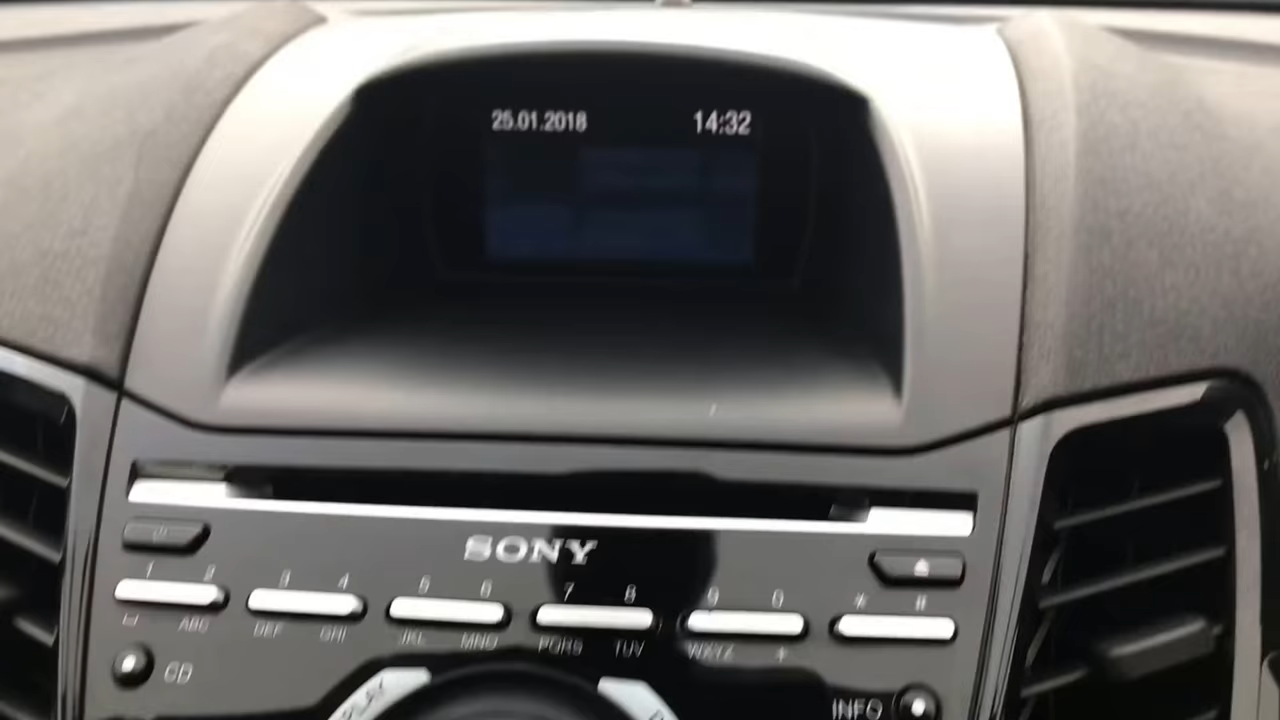 25.01.2018 14:32
SONY
1 2 3 4 5 6 7 8 9 0 * #
ABC DEF GHI JKL MNO PQRS TUV WXYZ +
CD
PLAY
INFO